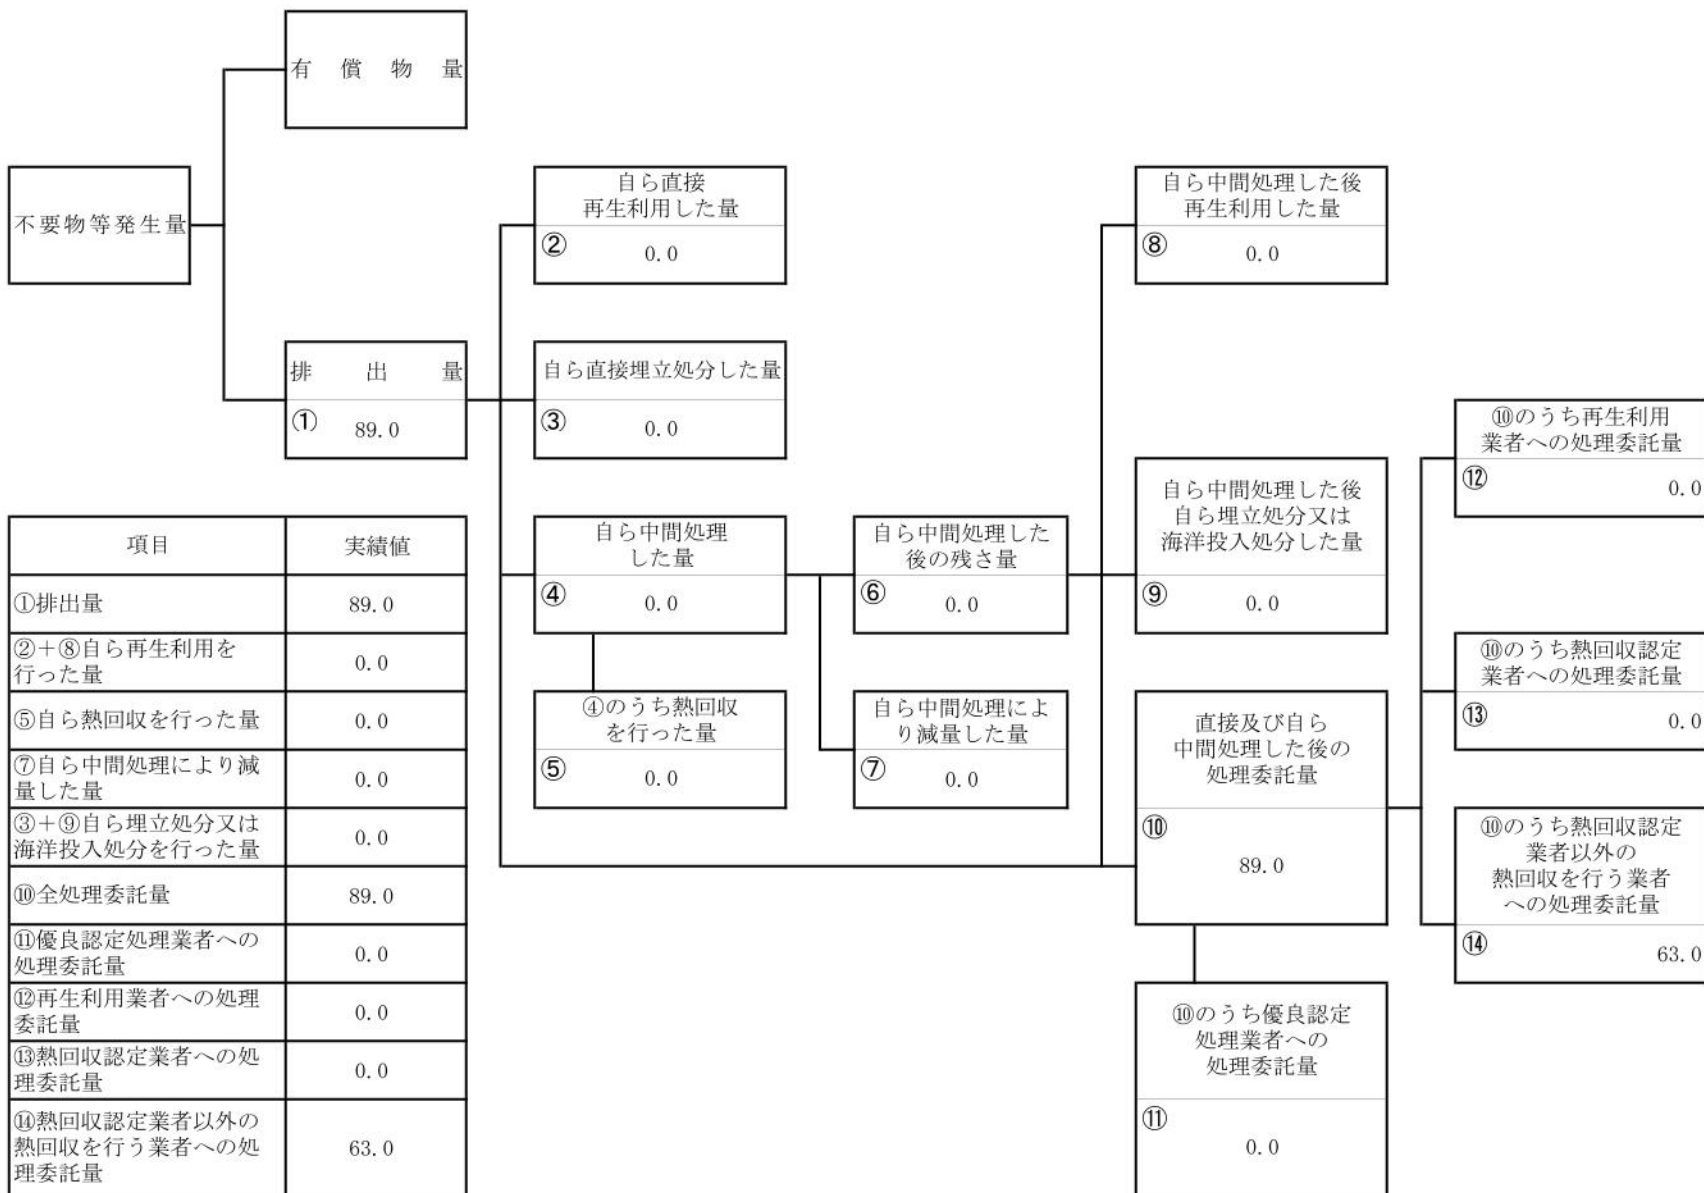 有償物量
不要物等発生量
排出量
① 89.0
自ら直接
再生利用した量
② 0.0
自ら直接埋立処分した量
③ 0.0
自ら中間処理
した量
④ 0.0
④のうち熱回収
を行った量
⑤ 0.0
自ら中間処理した
後の残さ量
⑥ 0.0
自ら中間処理によ
り減量した量
⑦ 0.0
自ら中間処理した後
再生利用した量
⑧ 0.0
自ら中間処理した後
自ら埋立処分又は
海洋投入処分した量
⑨ 0.0
直接及び自ら
中間処理した後の
処理委託量
⑩
89.0
⑩のうち優良認定
処理業者への
処理委託量
⑪
0.0
⑩のうち再生利用
業者への処理委託量
⑫ 0.0
⑩のうち熱回収認定
業者への処理委託量
⑬ 0.0
⑩のうち熱回収認定
業者以外の
熱回収を行う業者
への処理委託量
⑭ 63.0
項目 実績値
①排出量 89.0
②+⑧自ら再生利用を
行った量 0.0
⑤自ら熱回収を行った量 0.0
⑦自ら中間処理により減
量した量 0.0
③+⑨自ら埋立処分又は
海洋投入処分を行った量 0.0
⑩全処理委託量 89.0
⑪優良認定処理業者への
処理委託量 0.0
⑫再生利用業者への処理
委託量 0.0
⑬熱回収認定業者への処
理委託量 0.0
⑭熱回収認定業者以外の
熱回収を行う業者への処
理委託量 63.0